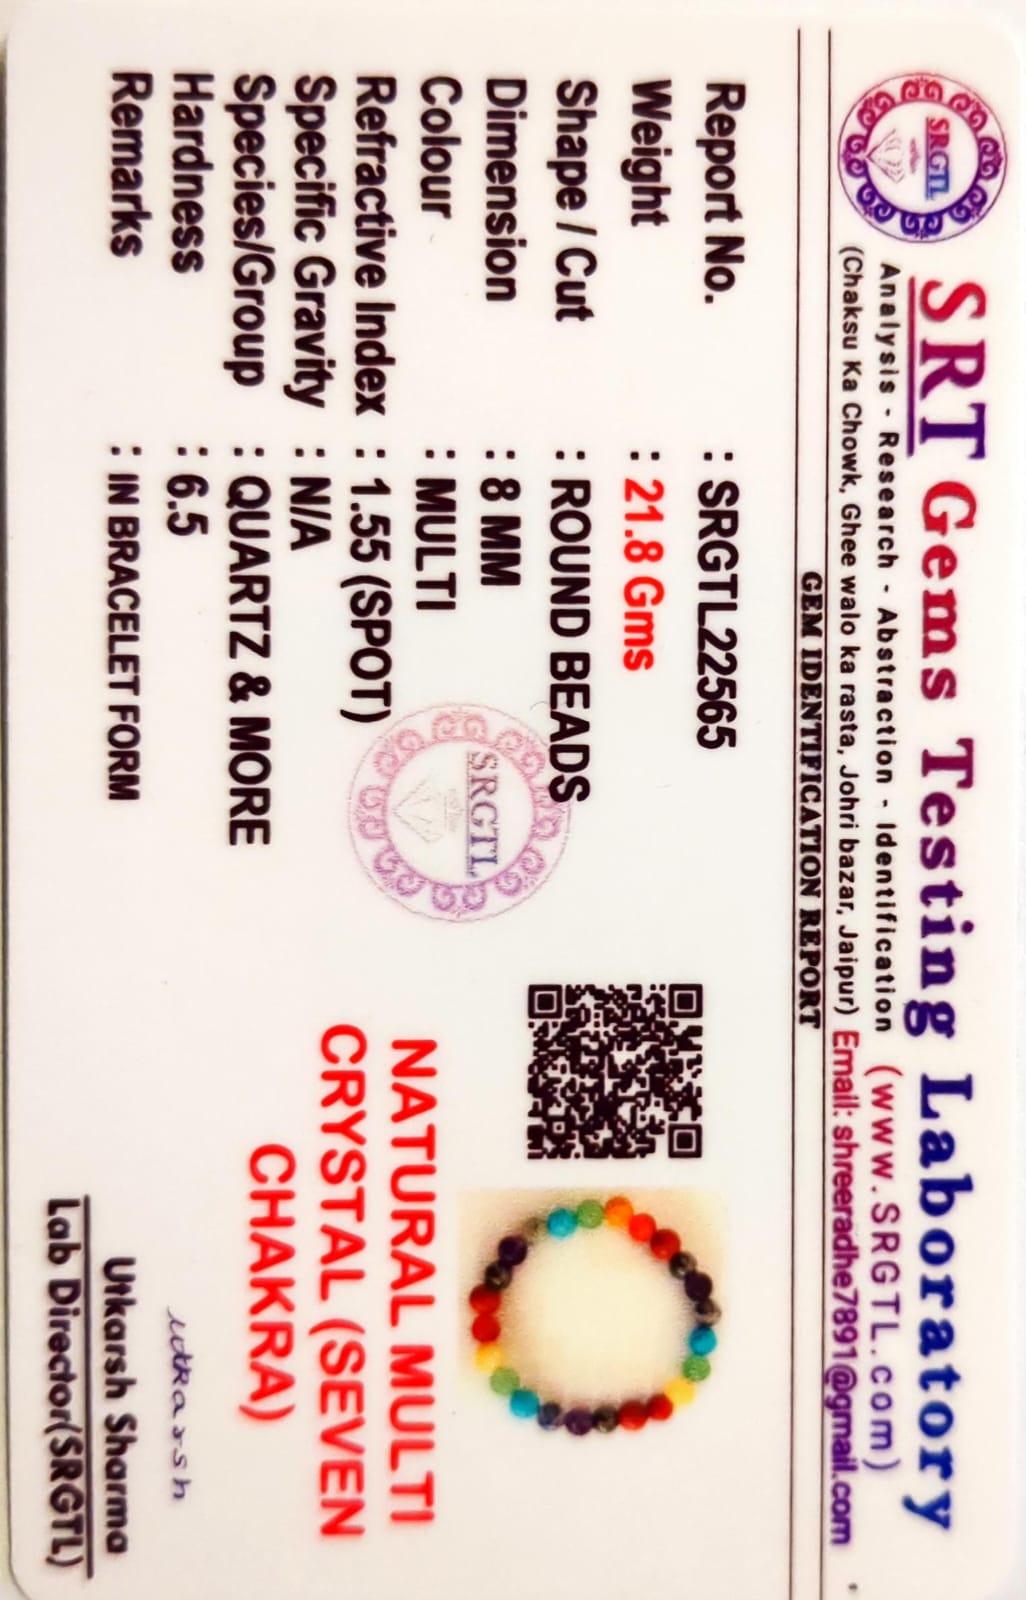 SRGTL
SRT Gems Testing Laboratory
Analysis - Research - Abstraction - Identification (www.SRGTL.com)
(Chaksu Ka Chowk, Ghee walo ka rasta, Johri bazar, Jaipur) Email: shreeradhe7891@gmail.com
GEM IDENTIFICATION REPORT
Report No. : SRGTL22565
Weight : 21.8 Gms
Shape / Cut : ROUND BEADS
Dimension : 8 MM
Colour : MULTI
Refractive Index : 1.55 (SPOT)
Specific Gravity : N/A
Species/Group : QUARTZ & MORE
Hardness : 6.5
Remarks : IN BRACELET FORM
SRGTL
NATURAL MULTI
CRYSTAL (SEVEN
CHAKRA)
utkarsh
Utkarsh Sharma
Lab Director(SRGTL)